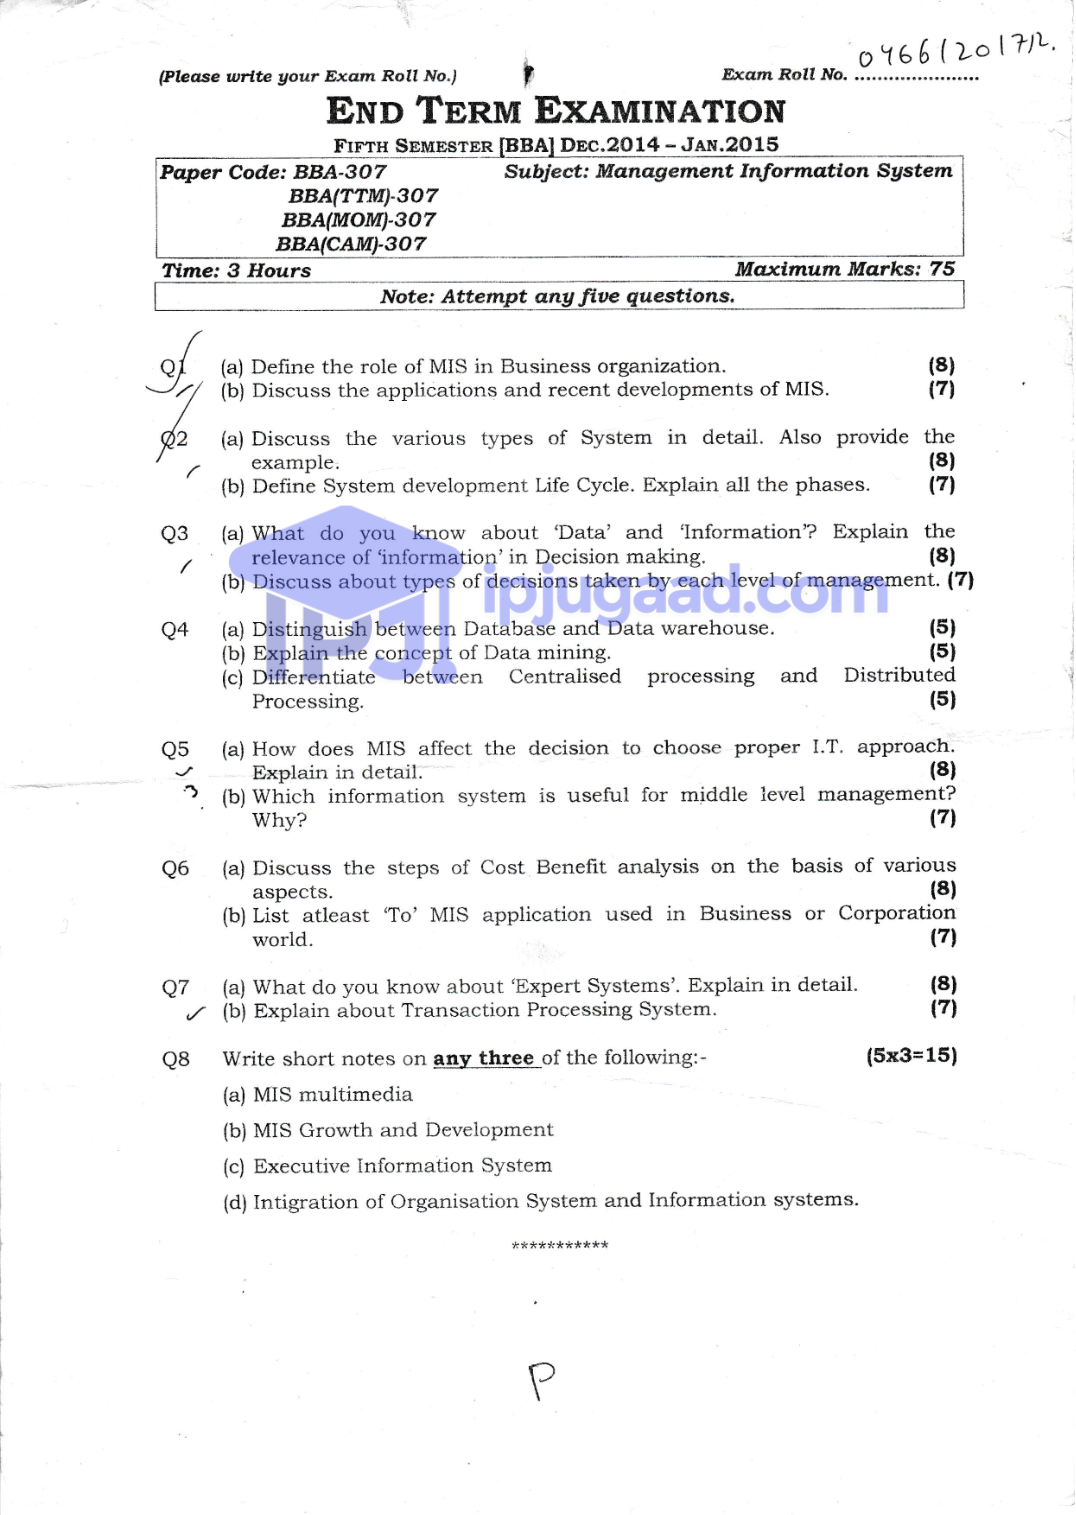 0466/2017/2.
(Please write your Exam Roll No.) Exam Roll No. ......................
END TERM EXAMINATION
FIFTH SEMESTER [BBA] DEC.2014 – JAN.2015
Paper Code: BBA-307 Subject: Management Information System
BBA(TTM)-307
BBA(MOM)-307
BBA(CAM)-307
Time: 3 Hours Maximum Marks: 75
Note: Attempt any five questions.
Q1 (a) Define the role of MIS in Business organization. (8)
(b) Discuss the applications and recent developments of MIS. (7)
Q2 (a) Discuss the various types of System in detail. Also provide the
example. (8)
(b) Define System development Life Cycle. Explain all the phases. (7)
Q3 (a) What do you know about ‘Data’ and ‘Information’? Explain the
relevance of ‘information’ in Decision making. (8)
(b) Discuss about types of decisions taken by each level of management. (7)
IPJ! ipjugaad.com
Q4 (a) Distinguish between Database and Data warehouse. (5)
(b) Explain the concept of Data mining. (5)
(c) Differentiate between Centralised processing and Distributed
Processing. (5)
Q5 (a) How does MIS affect the decision to choose proper I.T. approach.
Explain in detail. (8)
(b) Which information system is useful for middle level management?
Why? (7)
Q6 (a) Discuss the steps of Cost Benefit analysis on the basis of various
aspects. (8)
(b) List atleast ‘To’ MIS application used in Business or Corporation
world. (7)
Q7 (a) What do you know about ‘Expert Systems’. Explain in detail. (8)
(b) Explain about Transaction Processing System. (7)
Q8 Write short notes on any three of the following:- (5x3=15)
(a) MIS multimedia
(b) MIS Growth and Development
(c) Executive Information System
(d) Intigration of Organisation System and Information systems.
***********
P